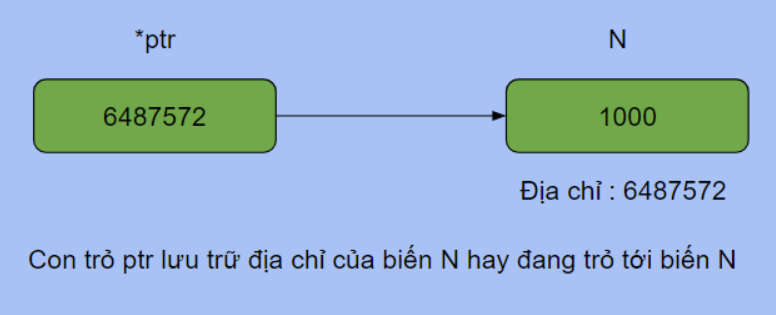 *ptr
N
6487572
1000
Địa chỉ : 6487572
Con trỏ ptr lưu trữ địa chỉ của biến N hay đang trỏ tới biến N